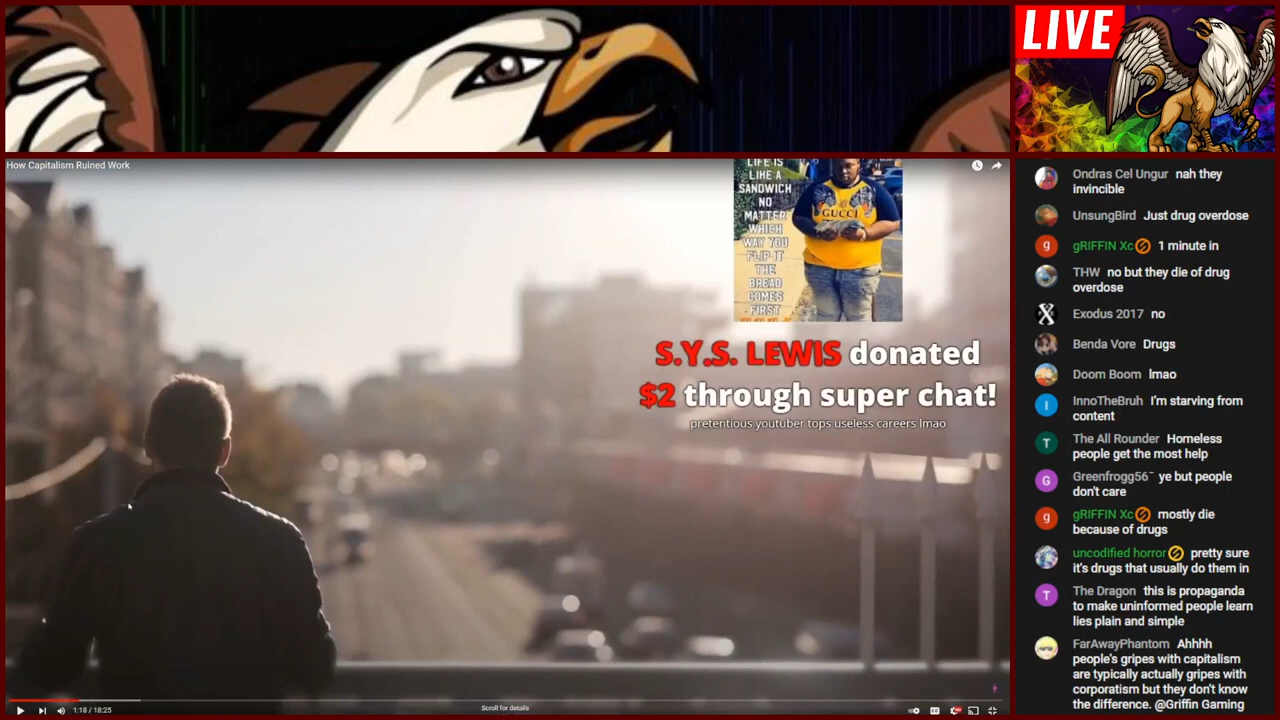 LIVE
How Capitalism Ruined Work
LIFE IS
LIKE A
SANDWICH
NO
MATTER
WHICH
WAY YOU
FLIP IT
THE
BREAD
COMES
FIRST
GUCCI
S.Y.S. LEWIS donated
$2 through super chat!
pretentious youtuber tops useless careers lmao
1:18 / 18:25
Scroll for details
Ondras Cel Ungur nah they
invincible
UnsungBird Just drug overdose
g
gRIFFIN Xc 1 minute in
THW no but they die of drug
overdose
Exodus 2017 no
Benda Vore Drugs
Doom Boom lmao
I
InnoTheBruh I'm starving from
content
T
The All Rounder Homeless
people get the most help
G
Greenfrogg56~ ye but people
don't care
g
gRIFFIN Xc mostly die
because of drugs
uncodified horror pretty sure
it's drugs that usually do them in
T
The Dragon this is propaganda
to make uninformed people learn
lies plain and simple
FarAwayPhantom Ahhhh
people's gripes with capitalism
are typically actually gripes with
corporatism but they don't know
the difference. @Griffin Gaming